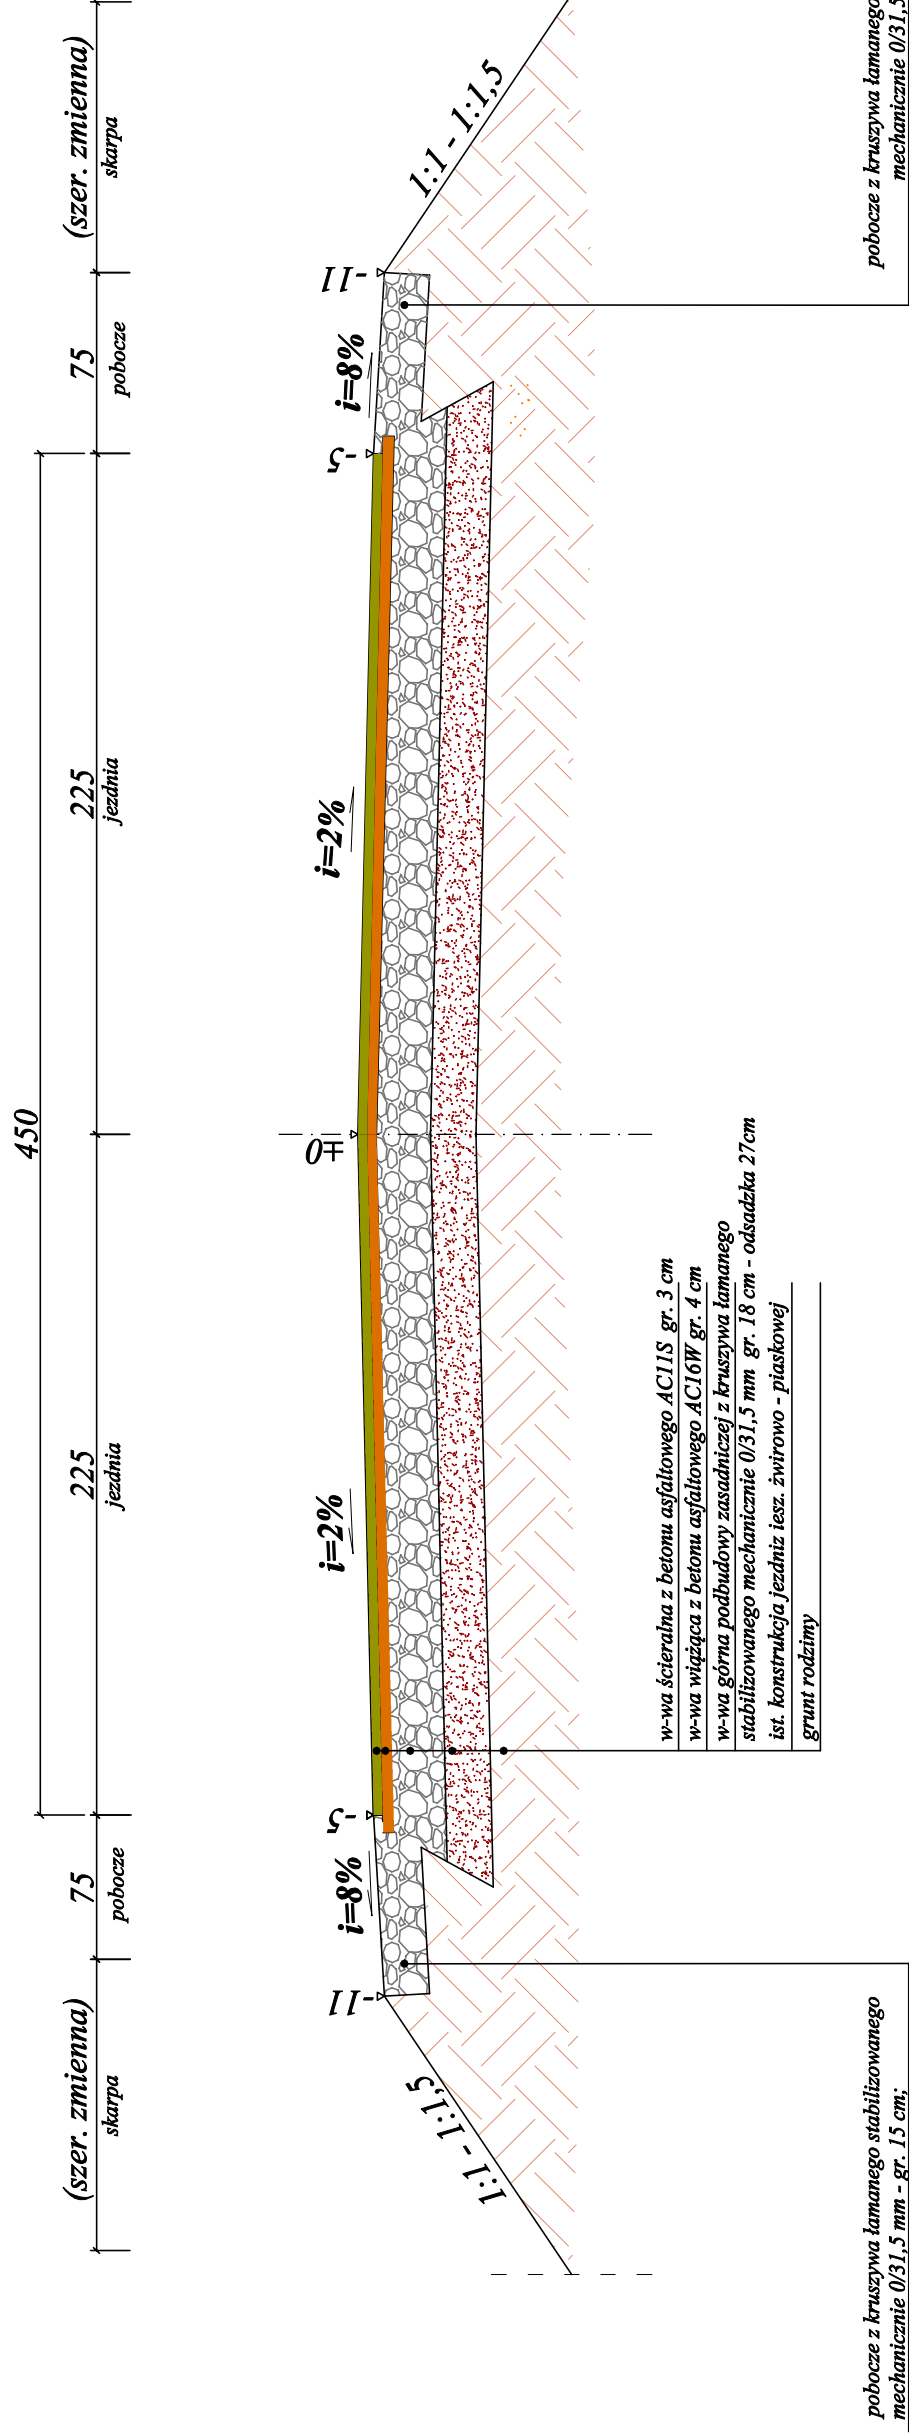 450
(szer. zmienna)
skarpa
75
pobocze
225
jezdnia
225
jezdnia
75
pobocze
(szer. zmienna)
skarpa
1:1 - 1:1,5
-11
i=8%
-5
i=2%
±0
i=2%
-5
i=8%
-11
1:1 - 1:1,5
w-wa ścieralna z betonu asfaltowego AC11S gr. 3 cm
w-wa wiążąca z betonu asfaltowego AC16W gr. 4 cm
w-wa górna podbudowy zasadniczej z kruszywa łamanego
stabilizowanego mechanicznie 0/31,5 mm gr. 18 cm - odsadzka 27cm
ist. konstrukcja jezdniz iesz. żwirowo - piaskowej
grunt rodzimy
pobocze z kruszywa łamanego stabilizowanego
mechanicznie 0/31,5 mm - gr. 15 cm;
pobocze z kruszywa łamanego
mechanicznie 0/31,5